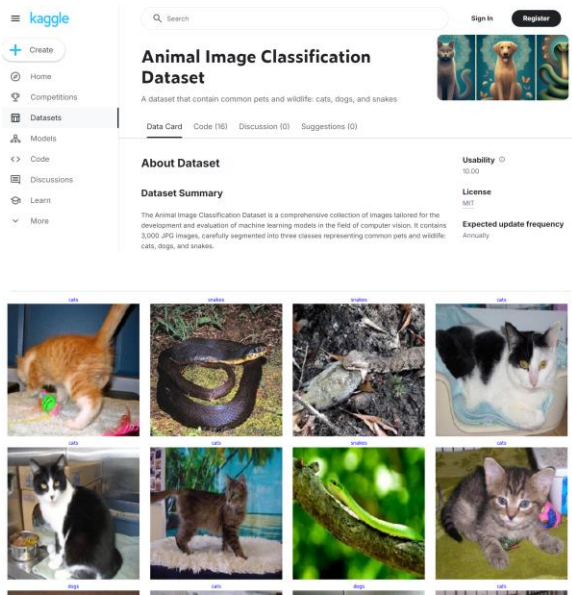 kaggle
Search
Sign In
Register
Create
Home
Competitions
Datasets
Models
Code
Discussions
Learn
More
Animal Image Classification
Dataset
A dataset that contain common pets and wildlife: cats, dogs, and snakes
Data Card
Code (16)
Discussion (0)
Suggestions (0)
About Dataset
Dataset Summary
The Animal Image Classification Dataset is a comprehensive collection of images tailored for the
development and evaluation of machine learning models in the field of computer vision. It contains
3,000 JPG images, carefully segmented into three classes representing common pets and wildlife:
cats, dogs, and snakes.
Usability
10.00
License
MIT
Expected update frequency
Annually
cats
snakes
snakes
cats
cats
cats
snakes
cats
dogs
cats
dogs
cats